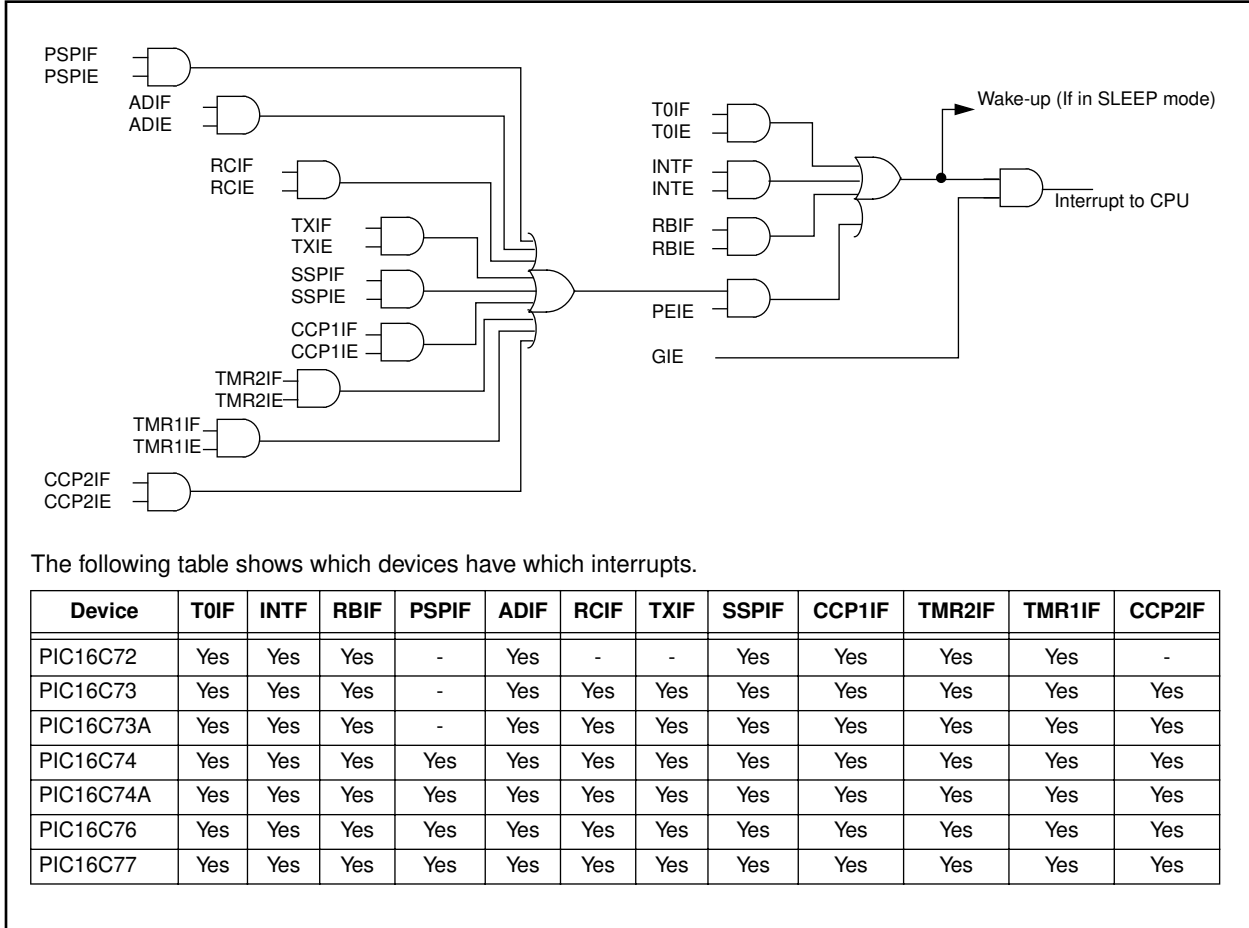 PSPIF
PSPIE
ADIF
ADIE
RCIF
RCIE
TXIF
TXIE
SSPIF
SSPIE
CCP1IF
CCP1IE
TMR2IF
TMR2IE
TMR1IF
TMR1IE
CCP2IF
CCP2IE
T0IF
T0IE
INTF
INTE
RBIF
RBIE
PEIE
GIE
Wake-up (If in SLEEP mode)
Interrupt to CPU
The following table shows which devices have which interrupts.
Device T0IF INTF RBIF PSPIF ADIF RCIF TXIF SSPIF CCP1IF TMR2IF TMR1IF CCP2IF
PIC16C72 Yes Yes Yes - Yes - - Yes Yes Yes Yes -
PIC16C73 Yes Yes Yes - Yes Yes Yes Yes Yes Yes Yes Yes
PIC16C73A Yes Yes Yes - Yes Yes Yes Yes Yes Yes Yes Yes
PIC16C74 Yes Yes Yes Yes Yes Yes Yes Yes Yes Yes Yes Yes
PIC16C74A Yes Yes Yes Yes Yes Yes Yes Yes Yes Yes Yes Yes
PIC16C76 Yes Yes Yes Yes Yes Yes Yes Yes Yes Yes Yes Yes
PIC16C77 Yes Yes Yes Yes Yes Yes Yes Yes Yes Yes Yes Yes